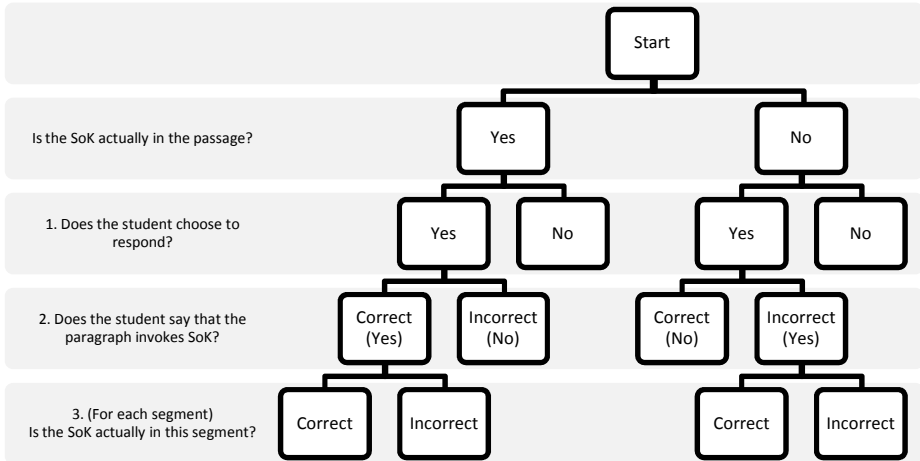 Start
Is the SoK actually in the passage?
Yes
No
1. Does the student choose to
respond?
Yes
No
Yes
No
2. Does the student say that the
paragraph invokes SoK?
Correct
(Yes)
Incorrect
(No)
Correct
(No)
Incorrect
(Yes)
3. (For each segment)
Is the SoK actually in this segment?
Correct
Incorrect
Correct
Incorrect